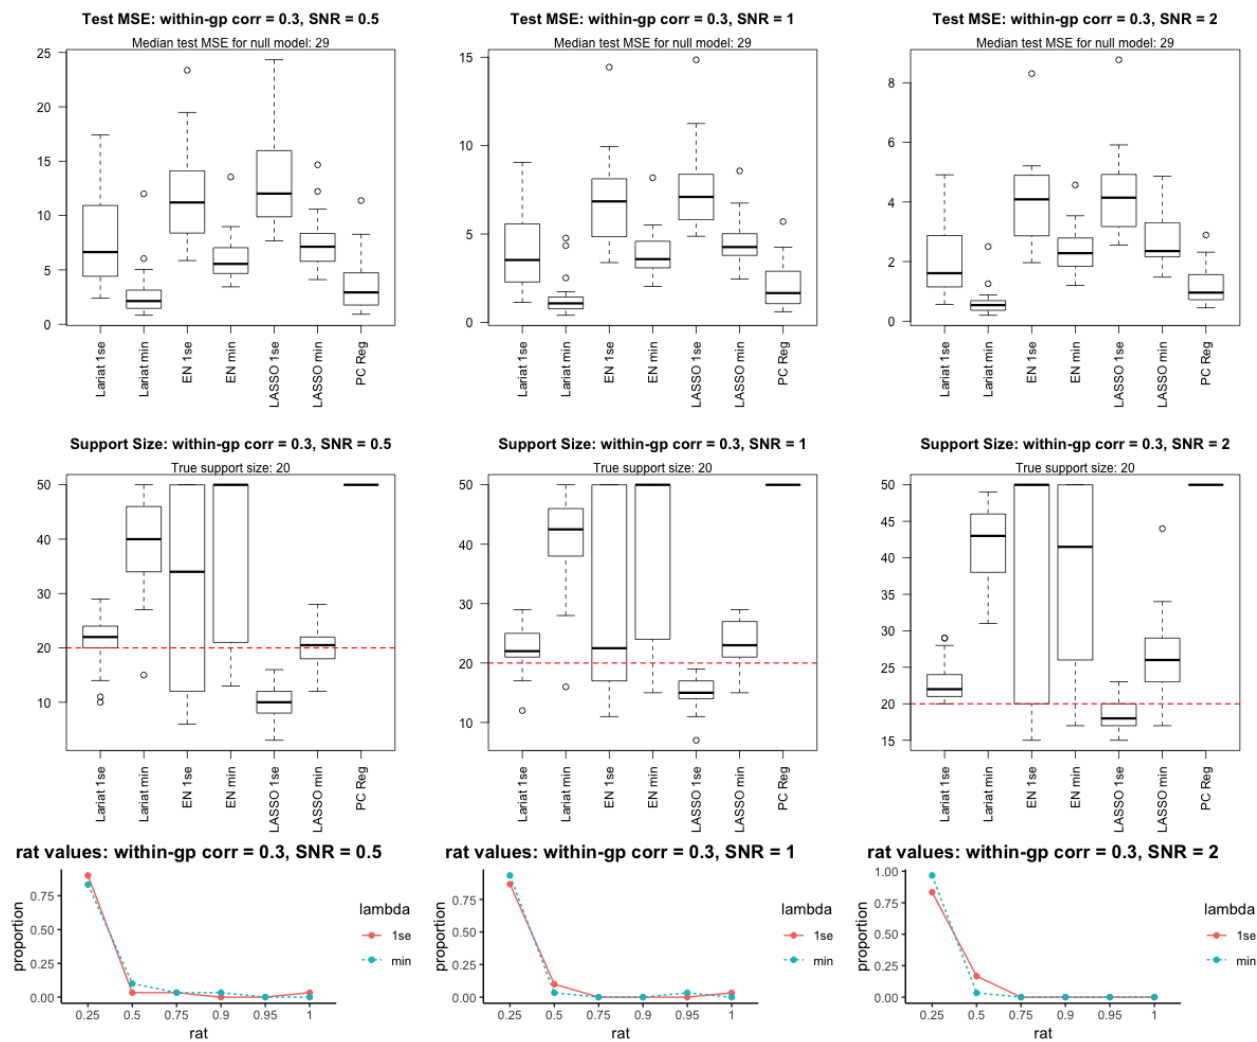 Test MSE: within-gp corr = 0.3, SNR = 0.5
Median test MSE for null model: 29
25
20
15
10
5
0
Lariat 1se
Lariat min
EN 1se
EN min
LASSO 1se
LASSO min
PC Reg
Test MSE: within-gp corr = 0.3, SNR = 1
Median test MSE for null model: 29
15
10
5
0
Lariat 1se
Lariat min
EN 1se
EN min
LASSO 1se
LASSO min
PC Reg
Test MSE: within-gp corr = 0.3, SNR = 2
Median test MSE for null model: 29
8
6
4
2
0
Lariat 1se
Lariat min
EN 1se
EN min
LASSO 1se
LASSO min
PC Reg
Support Size: within-gp corr = 0.3, SNR = 0.5
True support size: 20
50
40
30
20
10
Lariat 1se
Lariat min
EN 1se
EN min
LASSO 1se
LASSO min
PC Reg
Support Size: within-gp corr = 0.3, SNR = 1
True support size: 20
50
40
30
20
10
Lariat 1se
Lariat min
EN 1se
EN min
LASSO 1se
LASSO min
PC Reg
Support Size: within-gp corr = 0.3, SNR = 2
True support size: 20
50
45
40
35
30
25
20
15
Lariat 1se
Lariat min
EN 1se
EN min
LASSO 1se
LASSO min
PC Reg
rat values: within-gp corr = 0.3, SNR = 0.5
proportion
0.75
0.50
0.25
0.00
0.25 0.5 0.75 0.9 0.95 1
rat
lambda
1se
min
rat values: within-gp corr = 0.3, SNR = 1
proportion
0.75
0.50
0.25
0.00
0.25 0.5 0.75 0.9 0.95 1
rat
lambda
1se
min
rat values: within-gp corr = 0.3, SNR = 2
proportion
1.00
0.75
0.50
0.25
0.00
0.25 0.5 0.75 0.9 0.95 1
rat
lambda
1se
min